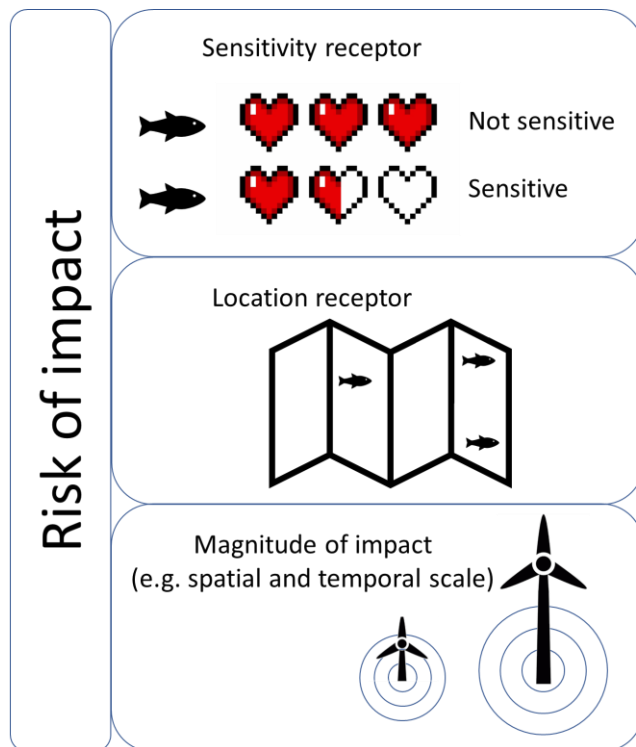 Risk of impact
Sensitivity receptor
Not sensitive
Sensitive
Location receptor
Magnitude of impact
(e.g. spatial and temporal scale)